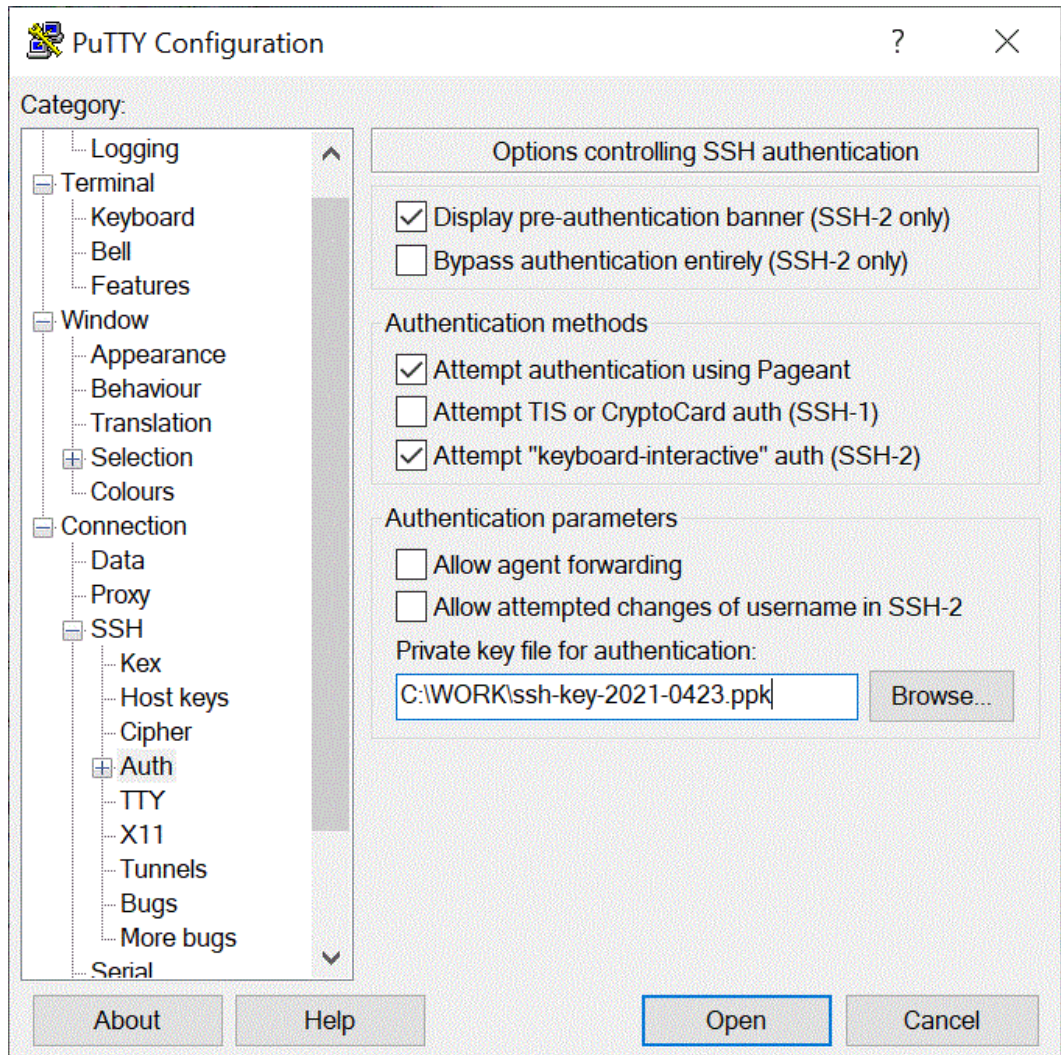 PuTTY Configuration
?
Category:
Logging
Terminal
Keyboard
Bell
Features
Window
Appearance
Behaviour
Translation
Selection
Colours
Connection
Data
Proxy
SSH
Kex
Host keys
Cipher
Auth
TTY
X11
Tunnels
Bugs
More bugs
Serial
Options controlling SSH authentication
Display pre-authentication banner (SSH-2 only)
Bypass authentication entirely (SSH-2 only)
Authentication methods
Attempt authentication using Pageant
Attempt TIS or CryptoCard auth (SSH-1)
Attempt "keyboard-interactive" auth (SSH-2)
Authentication parameters
Allow agent forwarding
Allow attempted changes of username in SSH-2
Private key file for authentication:
C:\WORK\ssh-key-2021-0423.ppk
Browse...
About
Help
Open
Cancel